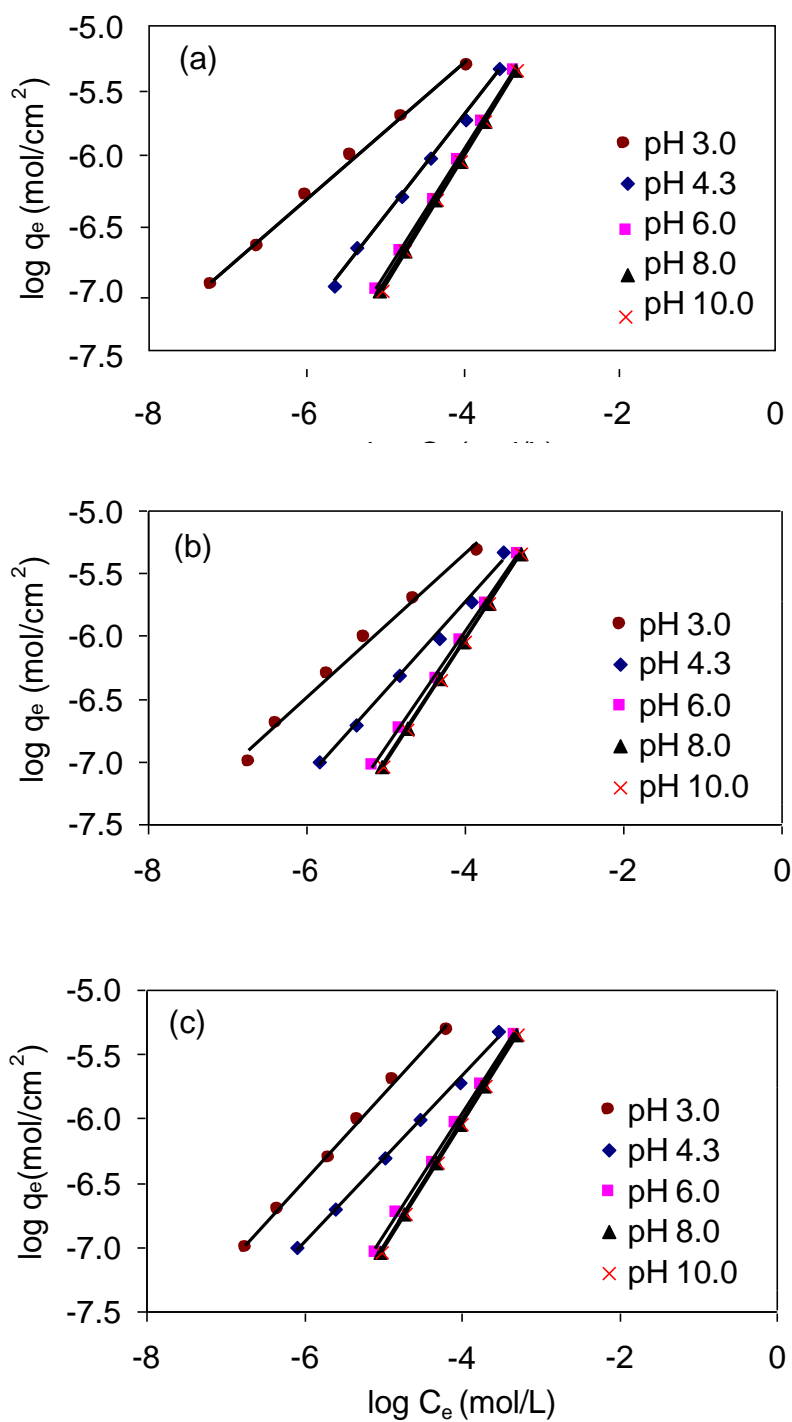 (a)
log qe (mol/cm2)
-5.0
-5.5
-6.0
-6.5
-7.0
-7.5
-8 -6 -4 -2 0
pH 3.0
pH 4.3
pH 6.0
pH 8.0
pH 10.0
(b)
log qe (mol/cm2)
-5.0
-5.5
-6.0
-6.5
-7.0
-7.5
-8 -6 -4 -2 0
pH 3.0
pH 4.3
pH 6.0
pH 8.0
pH 10.0
(c)
log qe(mol/cm2)
-5.0
-5.5
-6.0
-6.5
-7.0
-7.5
-8 -6 -4 -2 0
pH 3.0
pH 4.3
pH 6.0
pH 8.0
pH 10.0
log Ce (mol/L)